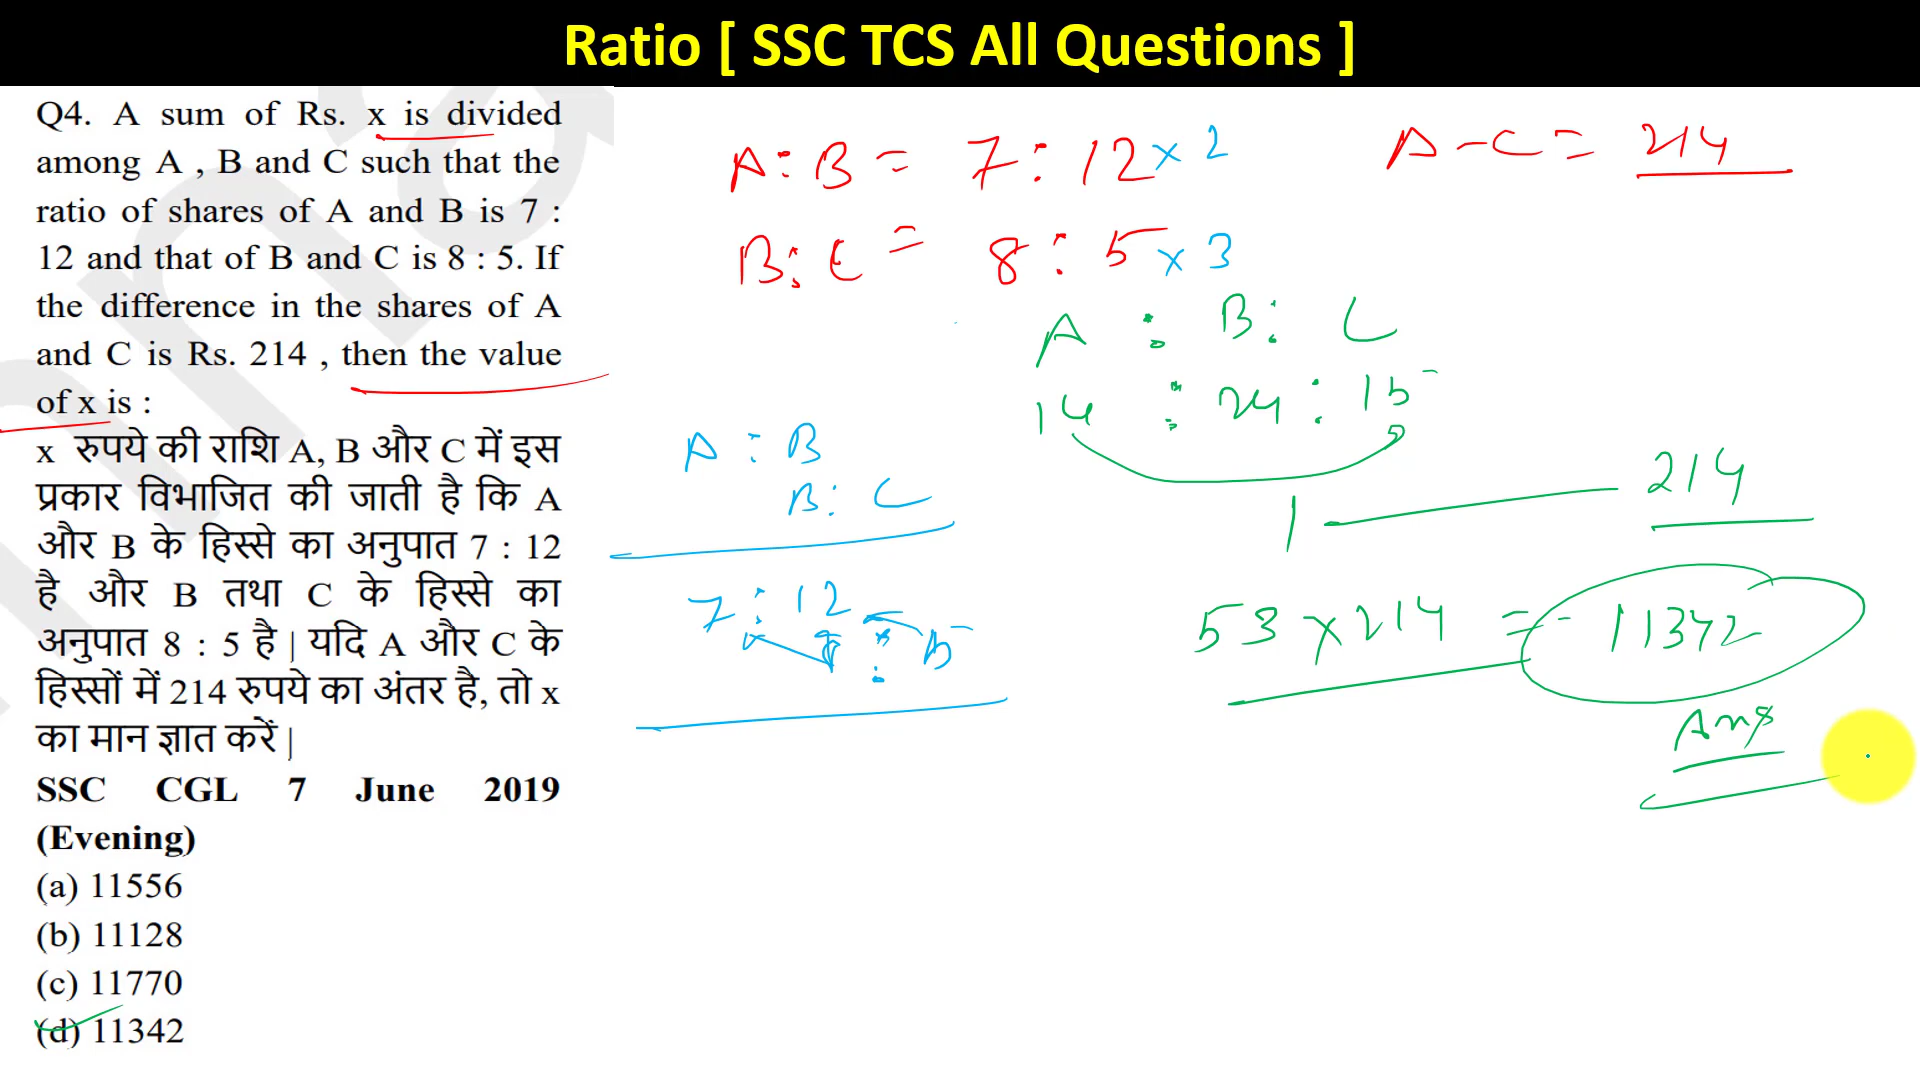 Ratio [ SSC TCS All Questions ]
Q4. A sum of Rs. x is divided
among A , B and C such that the
ratio of shares of A and B is 7 :
12 and that of B and C is 8 : 5. If
the difference in the shares of A
and C is Rs. 214 , then the value
of x is :
x रुपये की राशि A, B और C में इस
प्रकार विभाजित की जाती है कि A
और B के हिस्से का अनुपात 7 : 12
है और B तथा C के हिस्से का
अनुपात 8 : 5 है | यदि A और C के
हिस्सों में 214 रुपये का अंतर है, तो x
का मान ज्ञात करें |
SSC CGL 7 June 2019
(Evening)
(a) 11556
(b) 11128
(c) 11770
(d) 11342
A : B = 7 : 12 × 2
B : C = 8 : 5 × 3
A - C = 214
A : B : C
14 : 24 : 15
1 214
53 × 214 = 11342
Ans
A : B
B : C
7 : 12
8 : 5